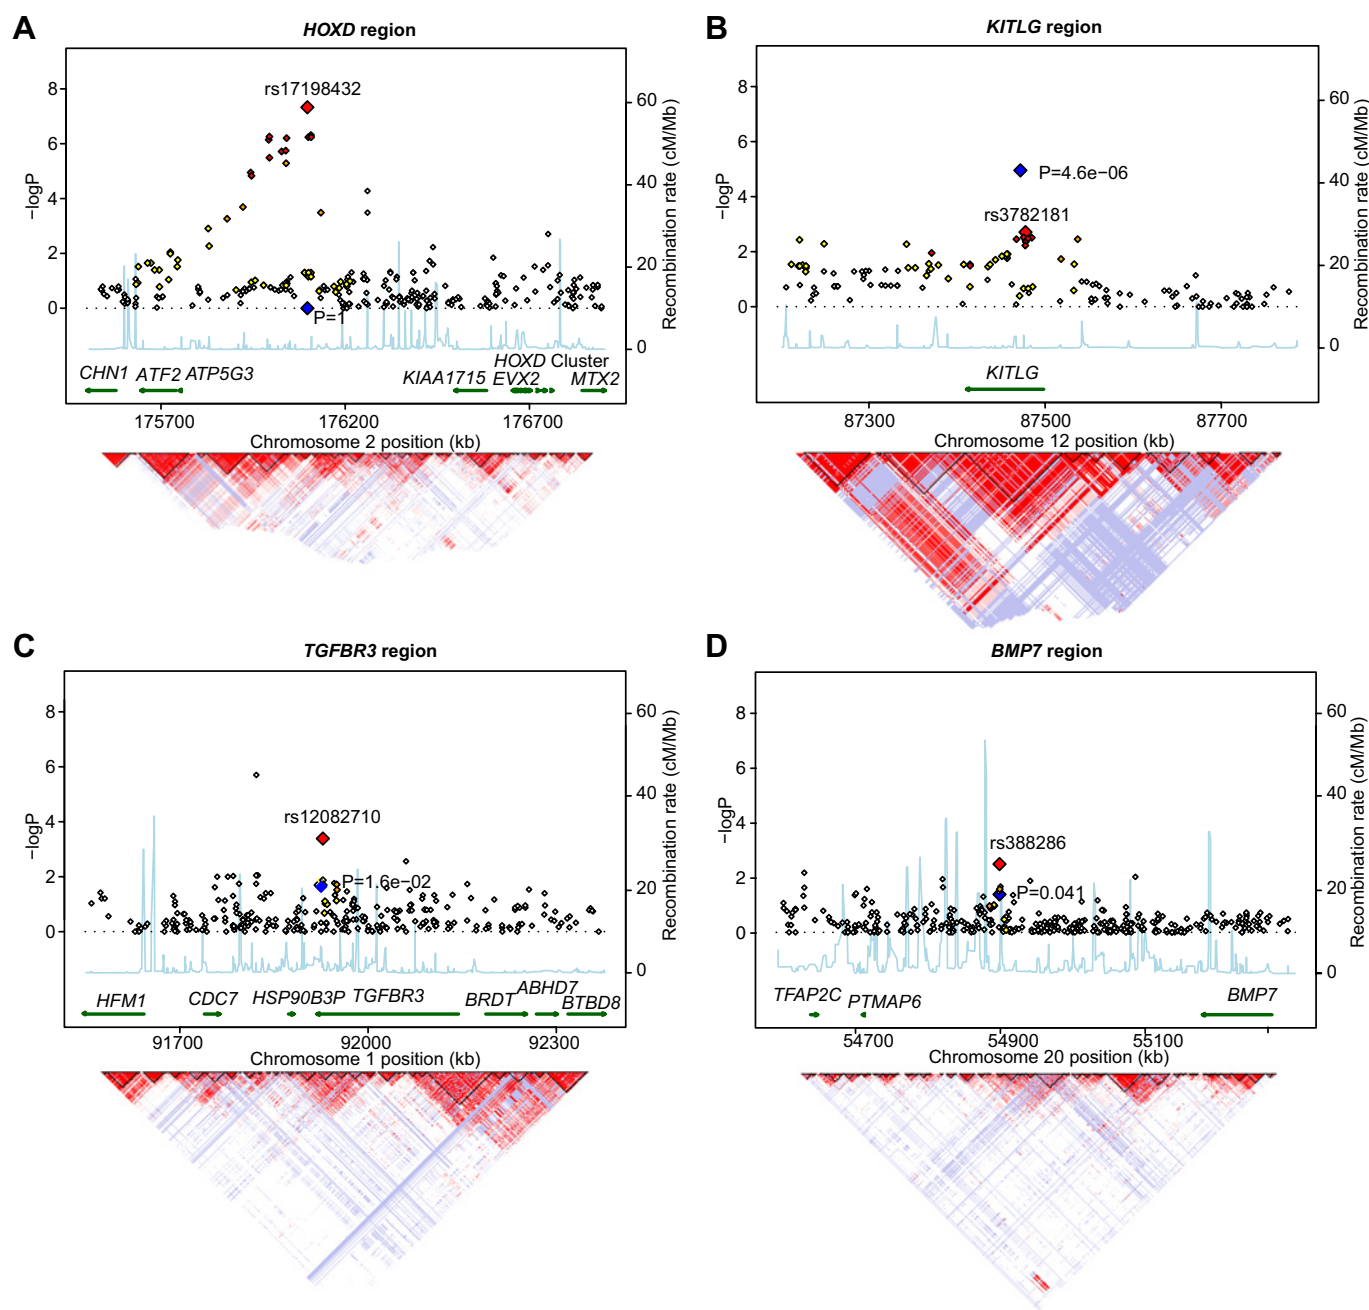 A
HOXD region
rs17198432
P=1
8
6
4
2
0
−logP
60
40
20
0
Recombination rate (cM/Mb)
CHN1
ATF2
ATP5G3
KIAA1715
HOXD Cluster
EVX2
MTX2
175700
176200
176700
Chromosome 2 position (kb)
B
KITLG region
P=4.6e−06
rs3782181
8
6
4
2
0
−logP
60
40
20
0
Recombination rate (cM/Mb)
KITLG
87300
87500
87700
Chromosome 12 position (kb)
C
TGFBR3 region
rs12082710
P=1.6e−02
8
6
4
2
0
−logP
60
40
20
0
Recombination rate (cM/Mb)
HFM1
CDC7
HSP90B3P
TGFBR3
BRDT
ABHD7
BTBD8
91700
92000
92300
Chromosome 1 position (kb)
D
BMP7 region
rs388286
P=0.041
8
6
4
2
0
−logP
60
40
20
0
Recombination rate (cM/Mb)
TFAP2C
PTMAP6
BMP7
54700
54900
55100
Chromosome 20 position (kb)